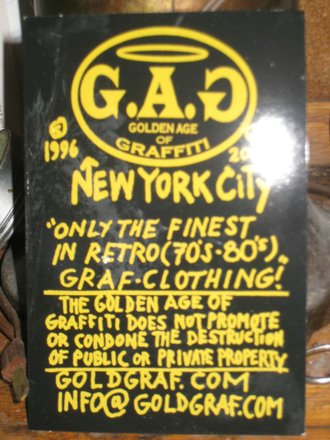 G.A.G
GOLDEN AGE
OF
GRAFFITI
© 1996
NEW YORK CITY
"ONLY THE FINEST
IN RETRO (70's-80's)
GRAF-CLOTHING!
THE GOLDEN AGE OF
GRAFFITI DOES NOT PROMOTE
OR CONDONE THE DESTRUCTION
OF PUBLIC OR PRIVATE PROPERTY
GOLDGRAF.COM
INFO@GOLDGRAF.COM